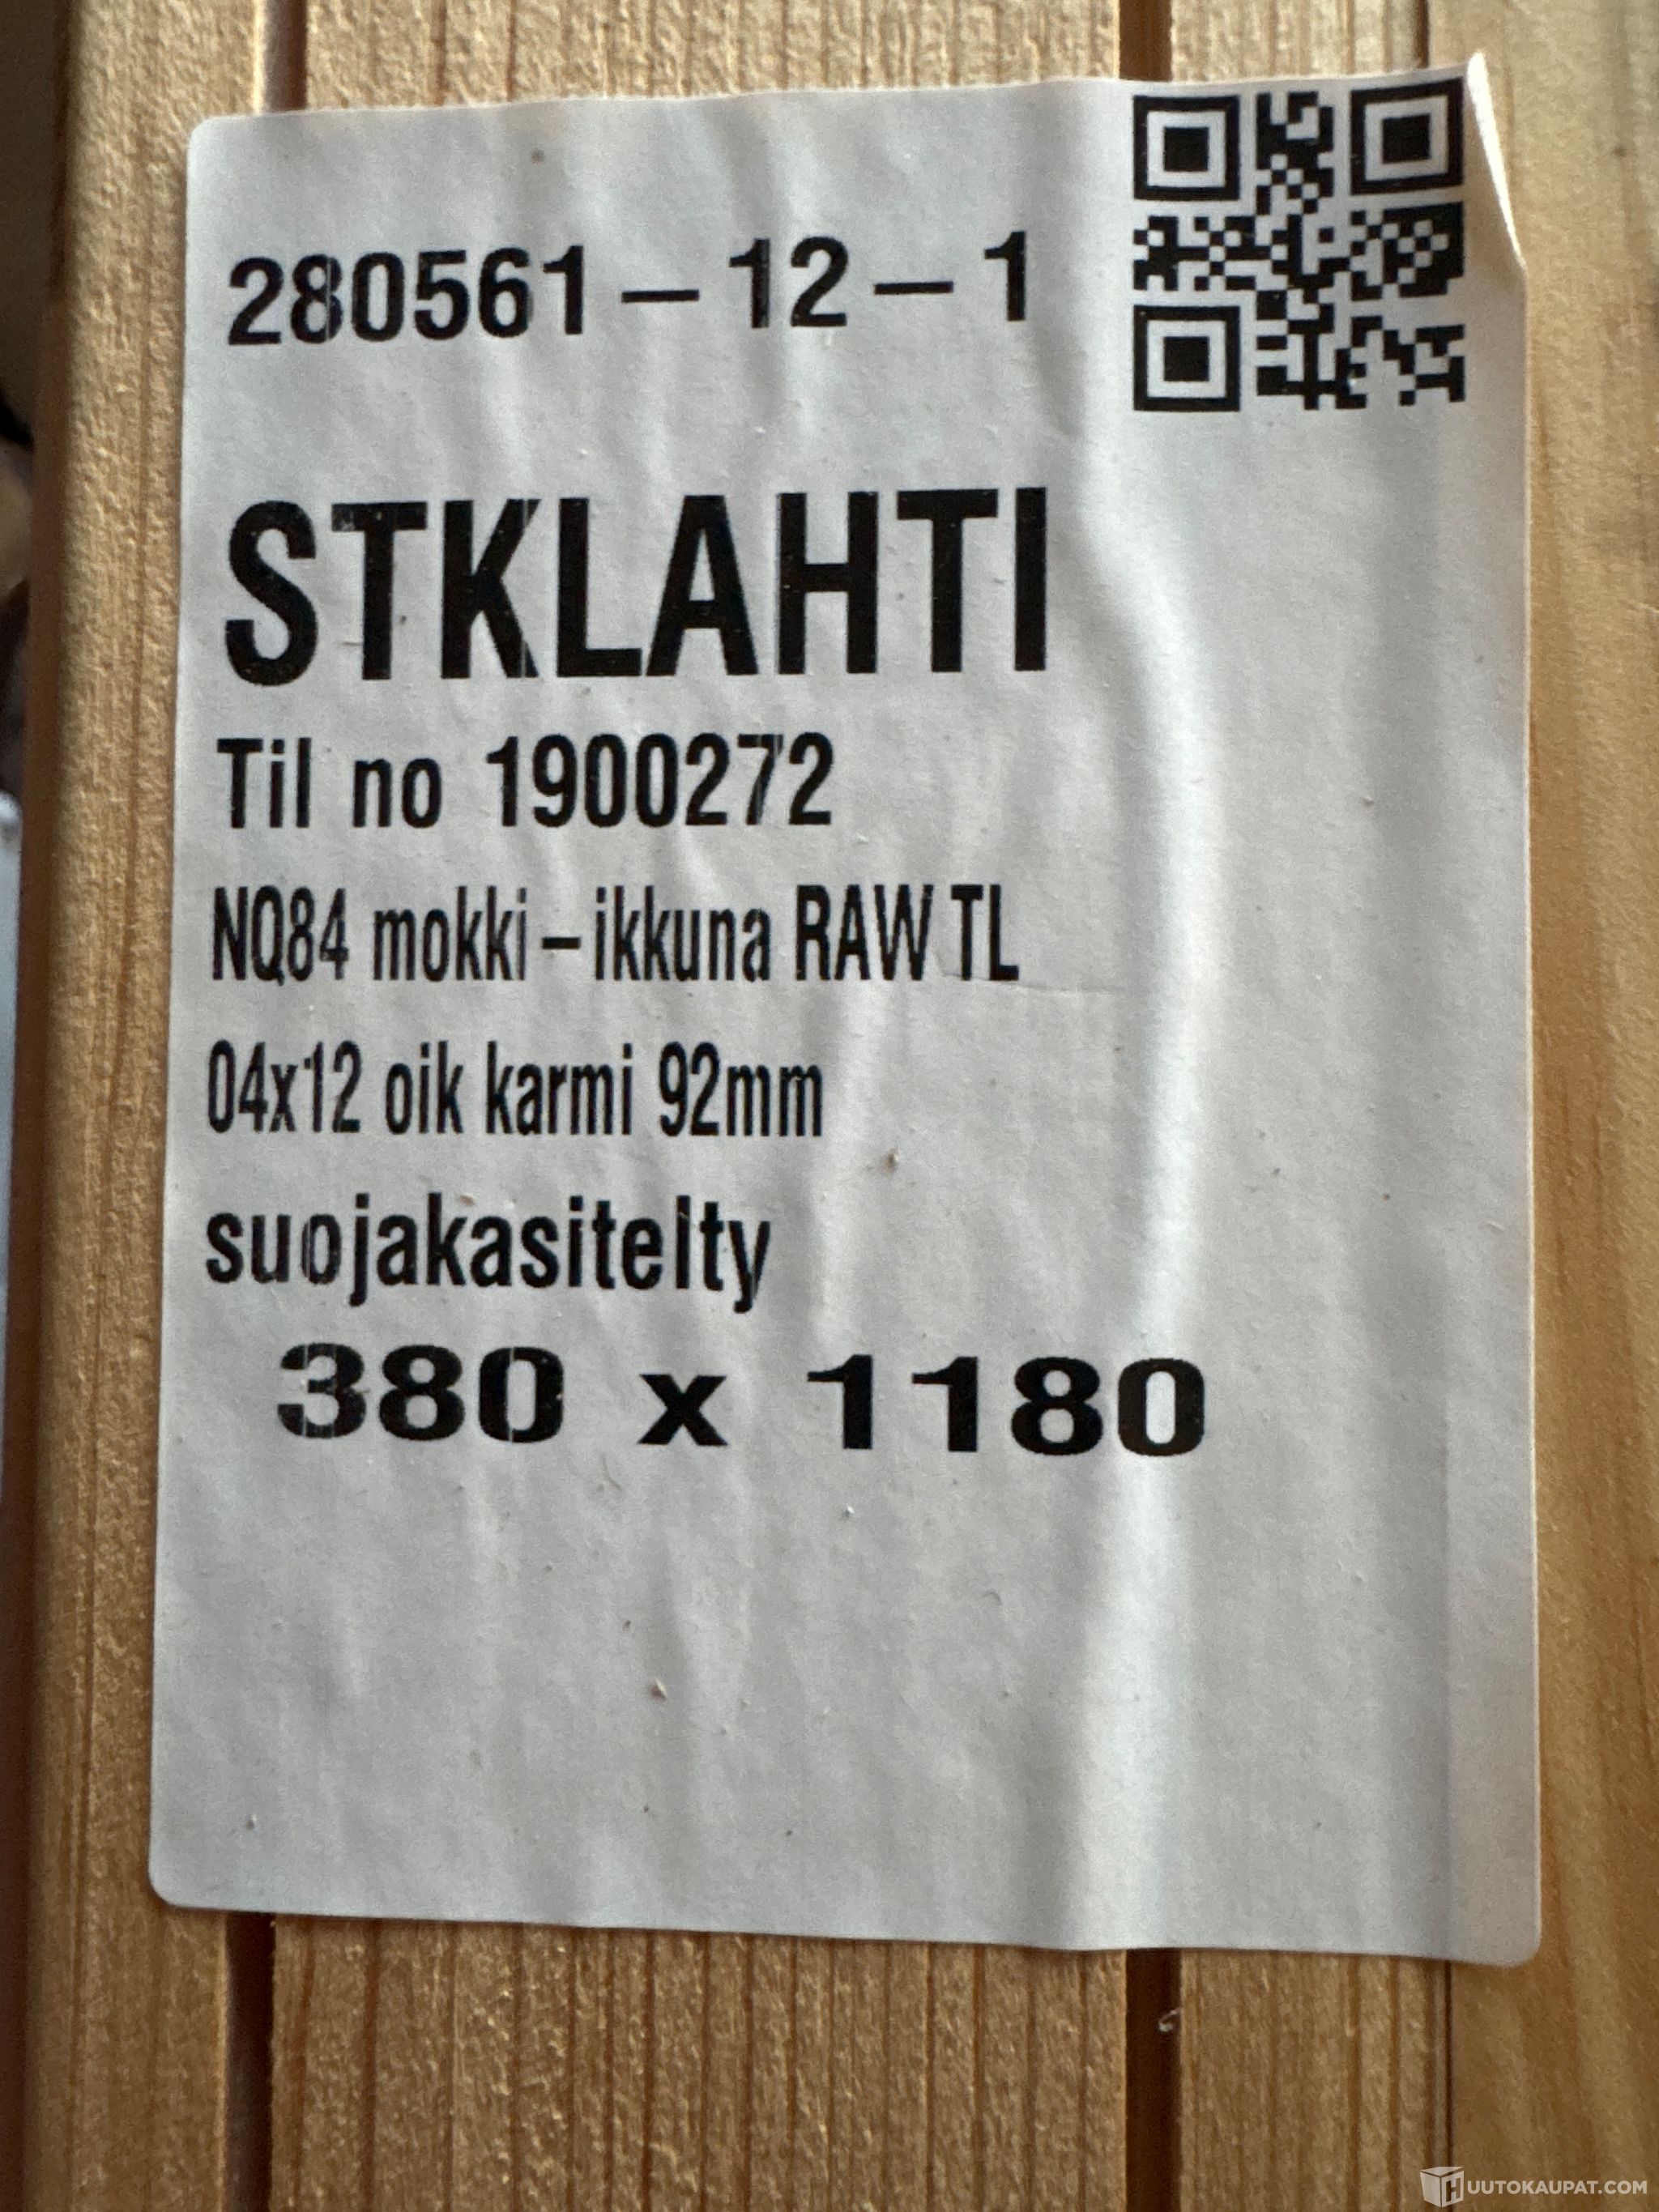 280561-12-1
STKLAHTI
Til no 1900272
NQ84 mokki-ikkuna RAW TL
04x12 oik karmi 92mm
suojakasitelty
380 x 1180
HUUTOKAUPAT.COM